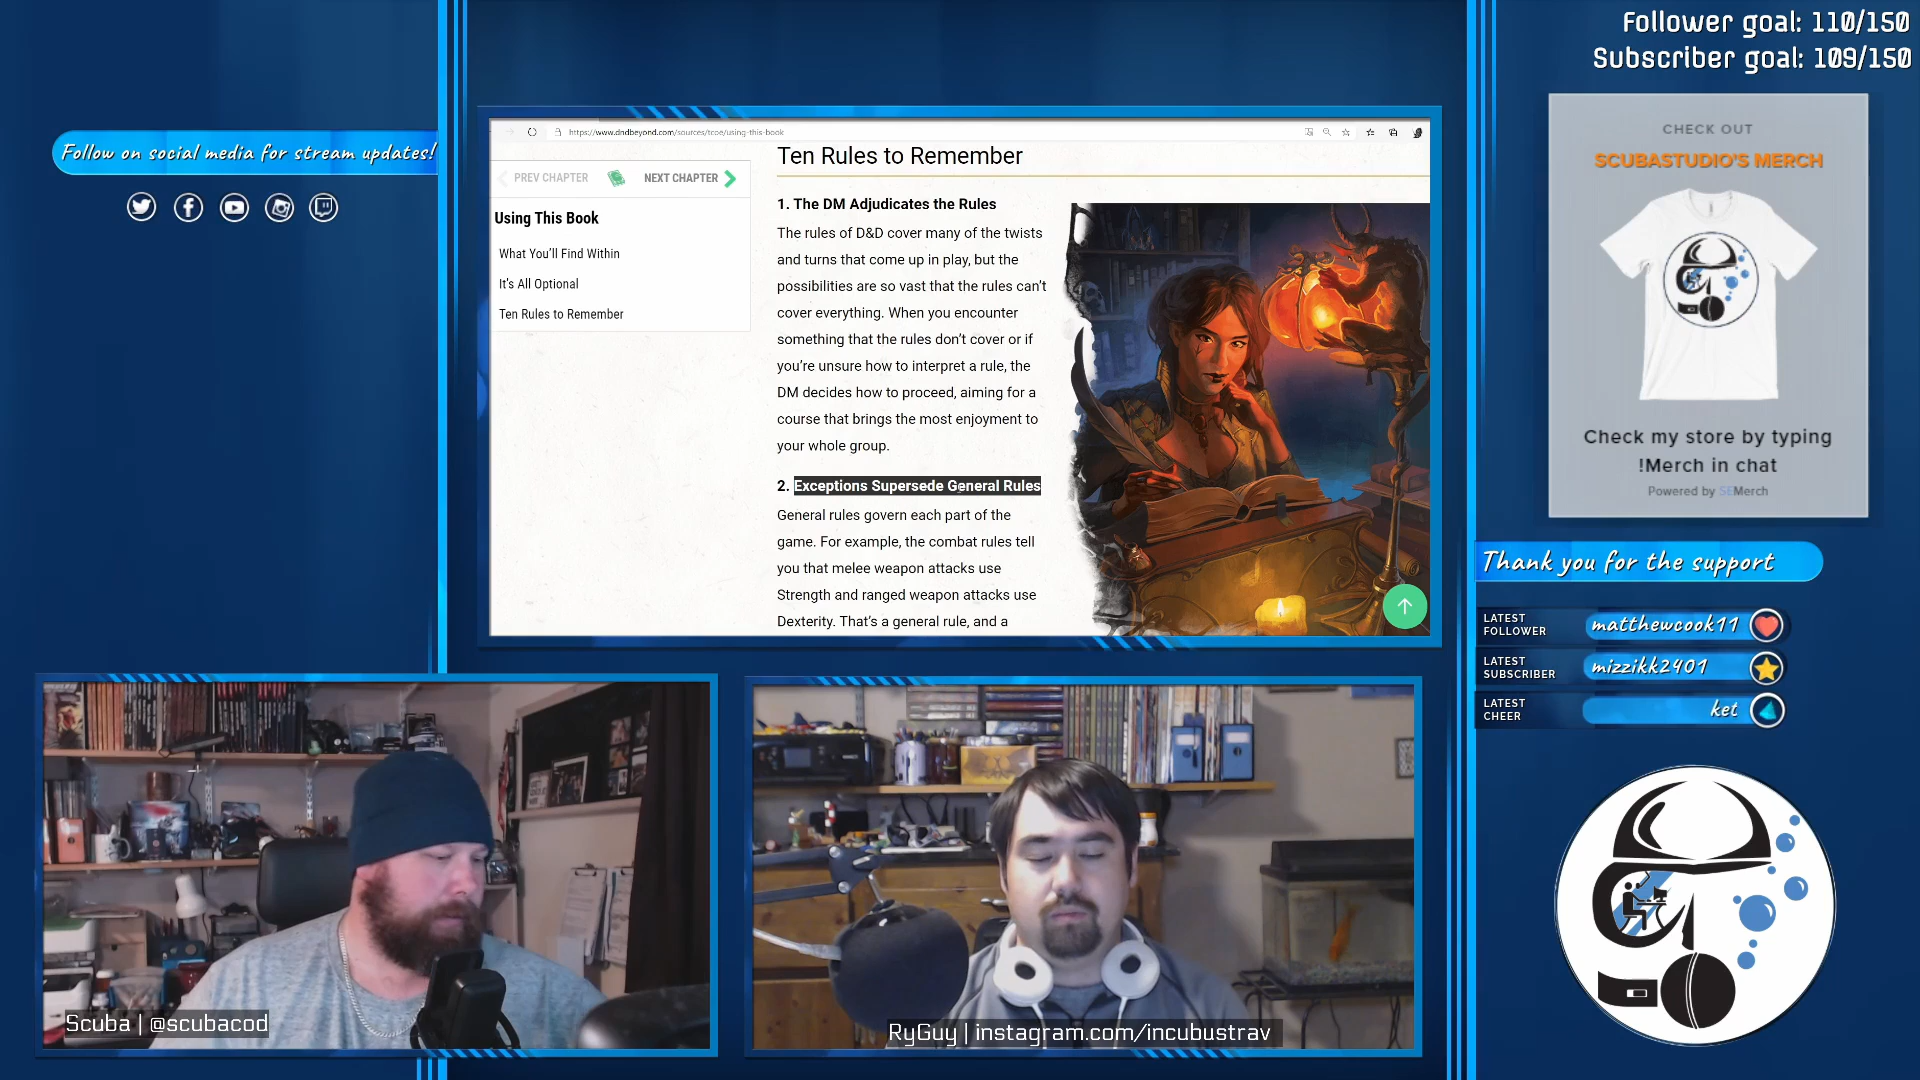 Follower goal: 110/150
Subscriber goal: 109/150
Follow on social media for stream updates!
https://www.dndbeyond.com/sources/tcoe/using-this-book
PREV CHAPTER
NEXT CHAPTER
Using This Book
What You'll Find Within
It's All Optional
Ten Rules to Remember
Ten Rules to Remember
1. The DM Adjudicates the Rules
The rules of D&D cover many of the twists
and turns that come up in play, but the
possibilities are so vast that the rules can't
cover everything. When you encounter
something that the rules don't cover or if
you're unsure how to interpret a rule, the
DM decides how to proceed, aiming for a
course that brings the most enjoyment to
your whole group.
2. Exceptions Supersede General Rules
General rules govern each part of the
game. For example, the combat rules tell
you that melee weapon attacks use
Strength and ranged weapon attacks use
Dexterity. That's a general rule, and a
CHECK OUT
SCUBASTUDIO'S MERCH
Check my store by typing
!Merch in chat
Powered by SEMerch
Thank you for the support
LATEST
FOLLOWER
matthewcook11
LATEST
SUBSCRIBER
mizzikk2401
LATEST
CHEER
ket
Scuba | @scubacod
RyGuy | instagram.com/incubustrav